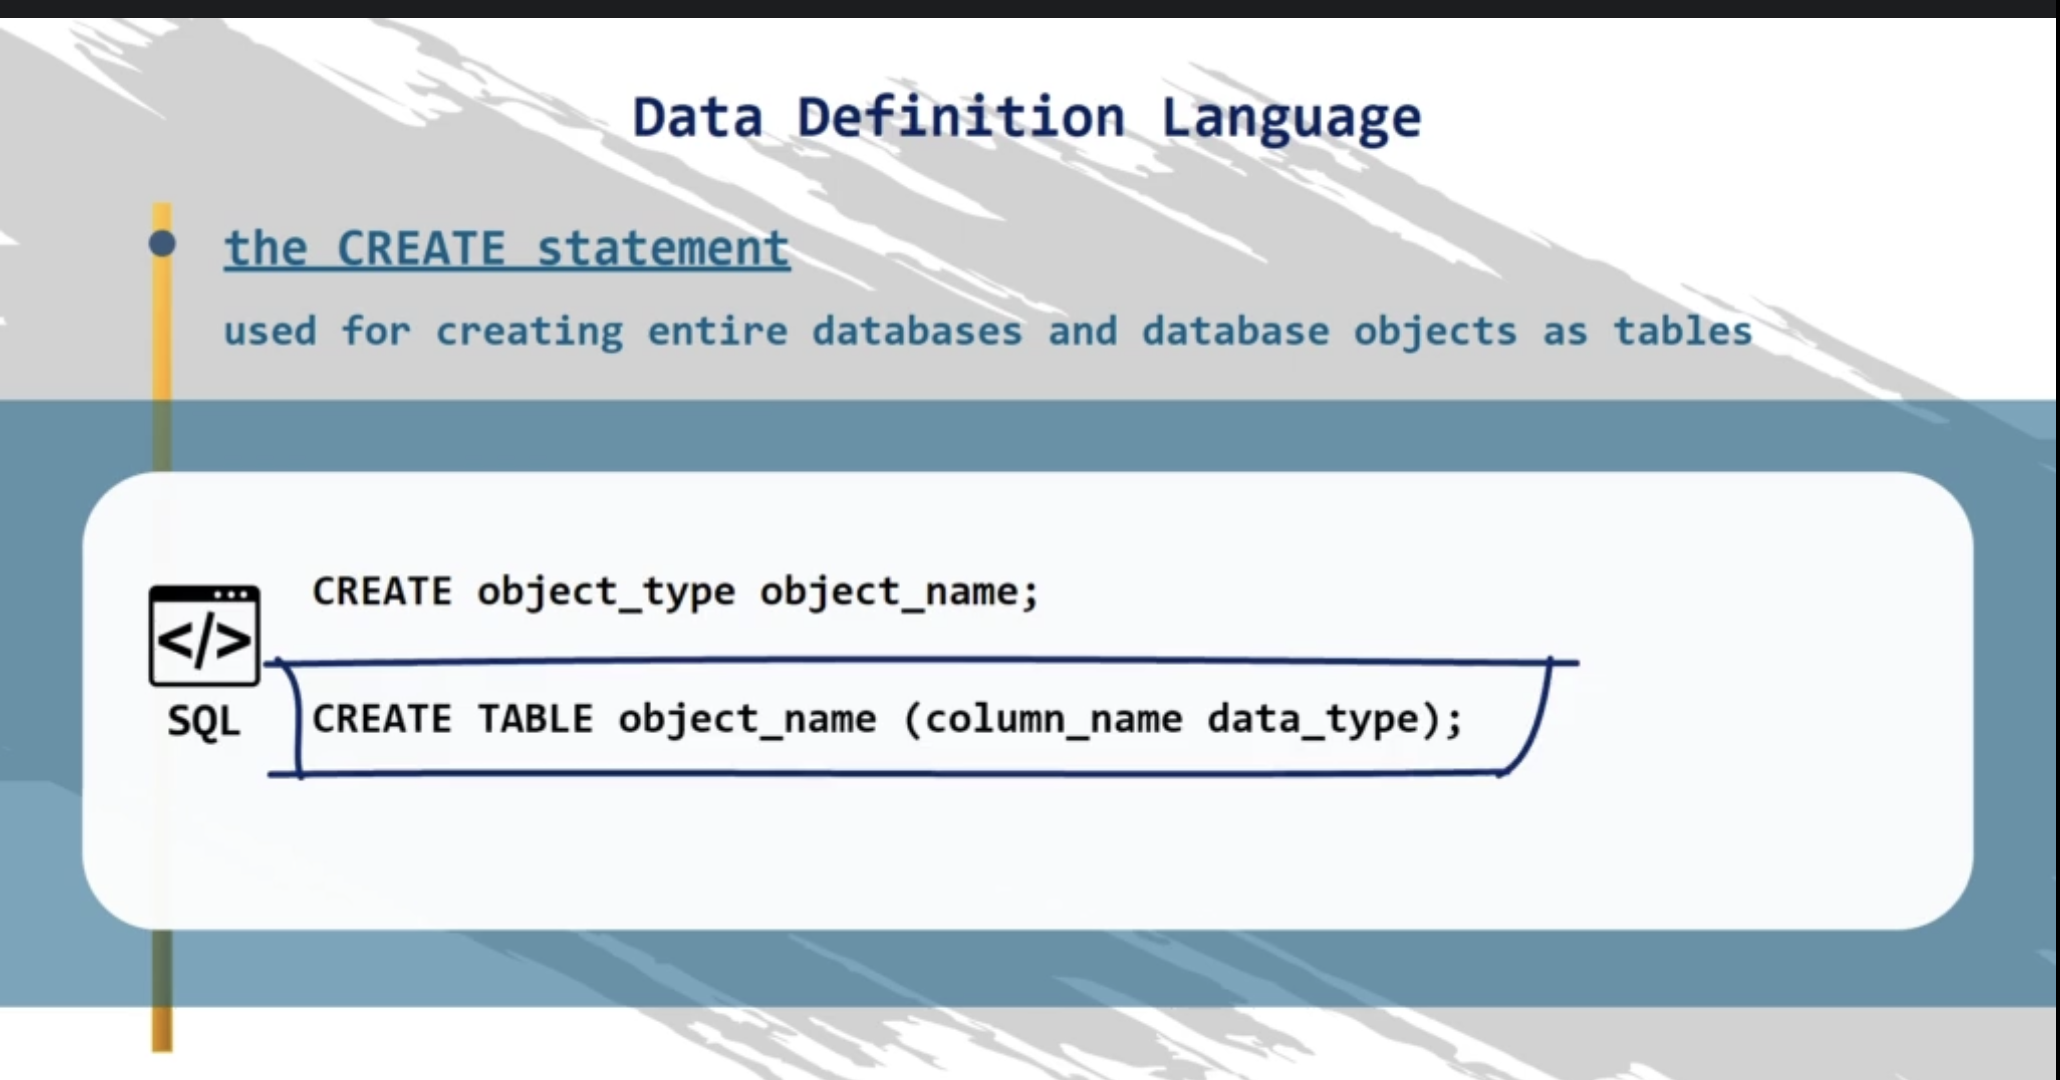 Data Definition Language
the CREATE statement
used for creating entire databases and database objects as tables
CREATE object_type object_name;
</>
SQL
CREATE TABLE object_name (column_name data_type);